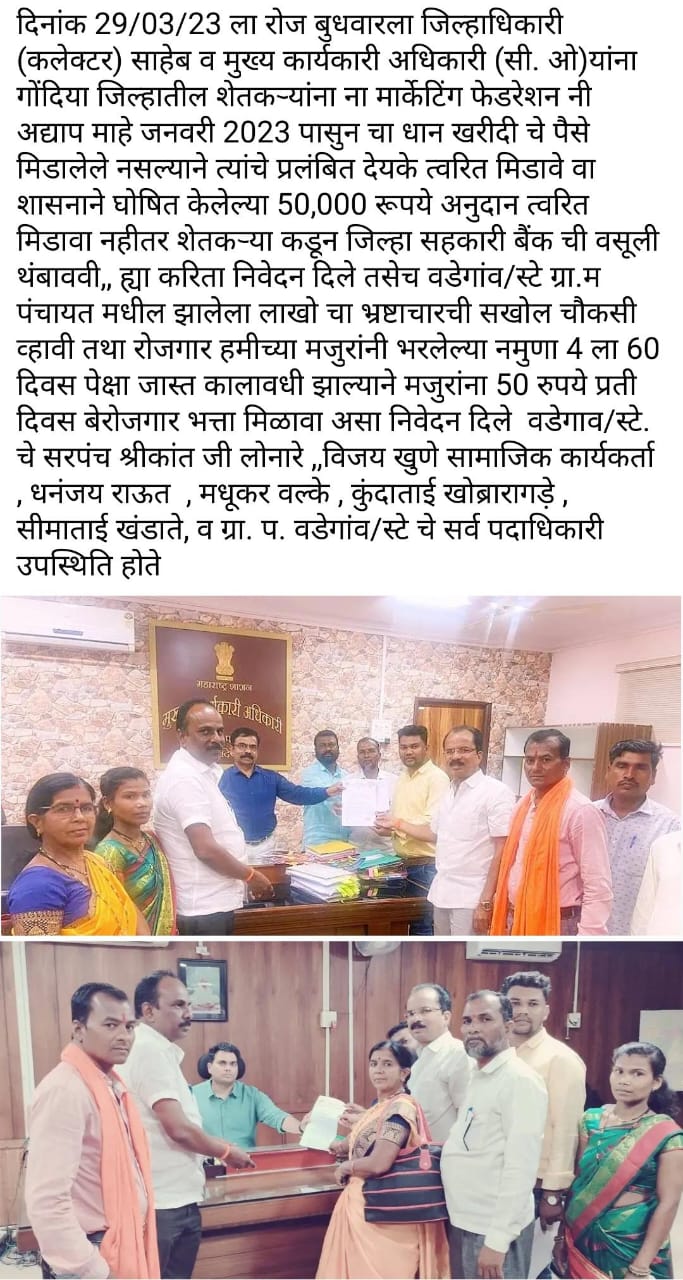 दिनांक 29/03/23 ला रोज बुधवारला जिल्हाधिकारी
(कलेक्टर) साहेब व मुख्य कार्यकारी अधिकारी (सी. ओ)यांना
गोंदिया जिल्हातील शेतकऱ्यांना ना मार्केटिंग फेडरेशन नी
अद्याप माहे जनवरी 2023 पासुन चा धान खरीदी चे पैसे
मिडालेले नसल्याने त्यांचे प्रलंबित देयके त्वरित मिडावे वा
शासनाने घोषित केलेल्या 50,000 रूपये अनुदान त्वरित
मिडावा नहीतर शेतकऱ्या कडून जिल्हा सहकारी बैंक ची वसूली
थंबाववी,, ह्या करिता निवेदन दिले तसेच वडेगांव/स्टे ग्रा.म
पंचायत मधील झालेला लाखो चा भ्रष्टाचारची सखोल चौकसी
व्हावी तथा रोजगार हमीच्या मजुरांनी भरलेल्या नमुणा 4 ला 60
दिवस पेक्षा जास्त कालावधी झाल्याने मजुरांना 50 रुपये प्रती
दिवस बेरोजगार भत्ता मिळावा असा निवेदन दिले वडेगाव/स्टे.
चे सरपंच श्रीकांत जी लोनारे ,,विजय खुणे सामाजिक कार्यकर्ता
, धनंजय राऊत , मधूकर वल्के , कुंदाताई खोब्रारागड़े ,
सीमाताई खंडाते, व ग्रा. प. वडेगांव/स्टे चे सर्व पदाधिकारी
उपस्थिति होते
महाराष्ट्र शासन
अधिकारी